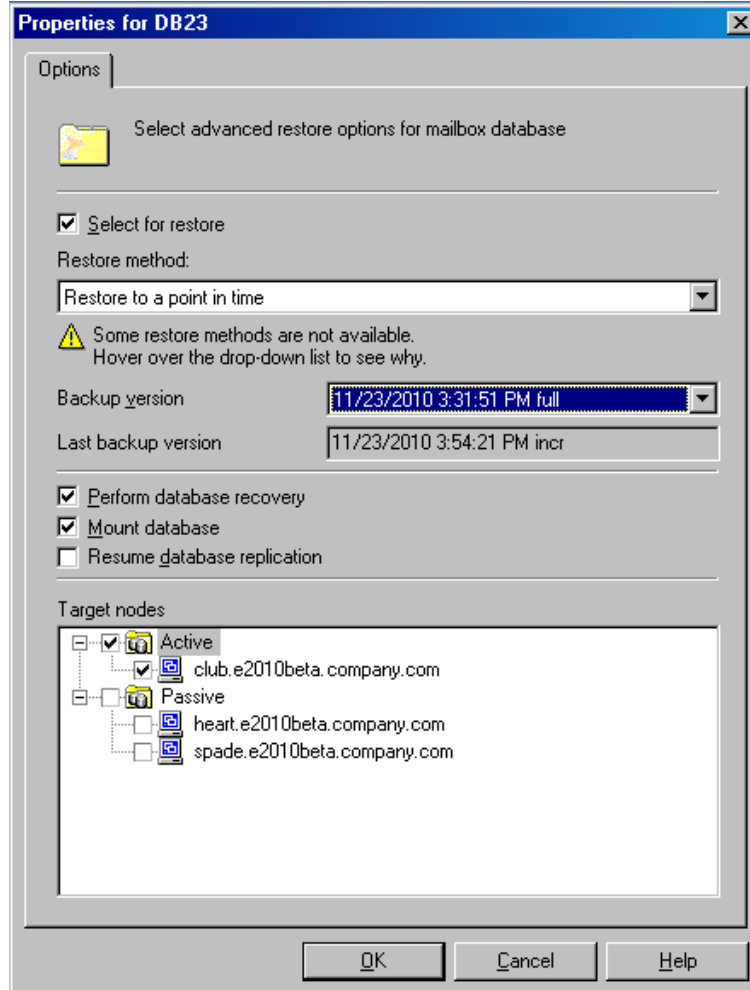 Properties for DB23
Options
Select advanced restore options for mailbox database
Select for restore
Restore method:
Restore to a point in time
Some restore methods are not available.
Hover over the drop-down list to see why.
Backup version 11/23/2010 3:31:51 PM full
Last backup version 11/23/2010 3:54:21 PM incr
Perform database recovery
Mount database
Resume database replication
Target nodes
Active
club.e2010beta.company.com
Passive
heart.e2010beta.company.com
spade.e2010beta.company.com
OK Cancel Help